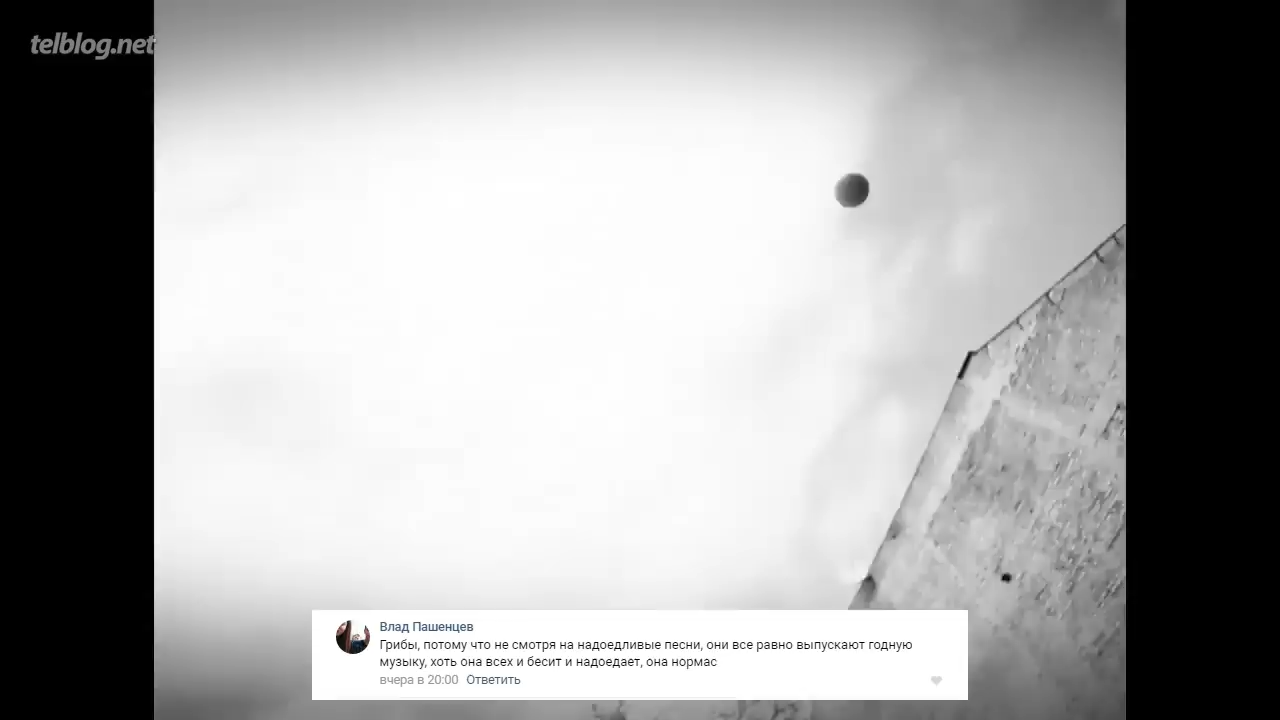 telblog.net
Влад Пашенцев
Грибы, потому что не смотря на надоедливые песни, они все равно выпускают годную
музыку, хоть она всех и бесит и надоедает, она нормас
вчера в 20:00 Ответить